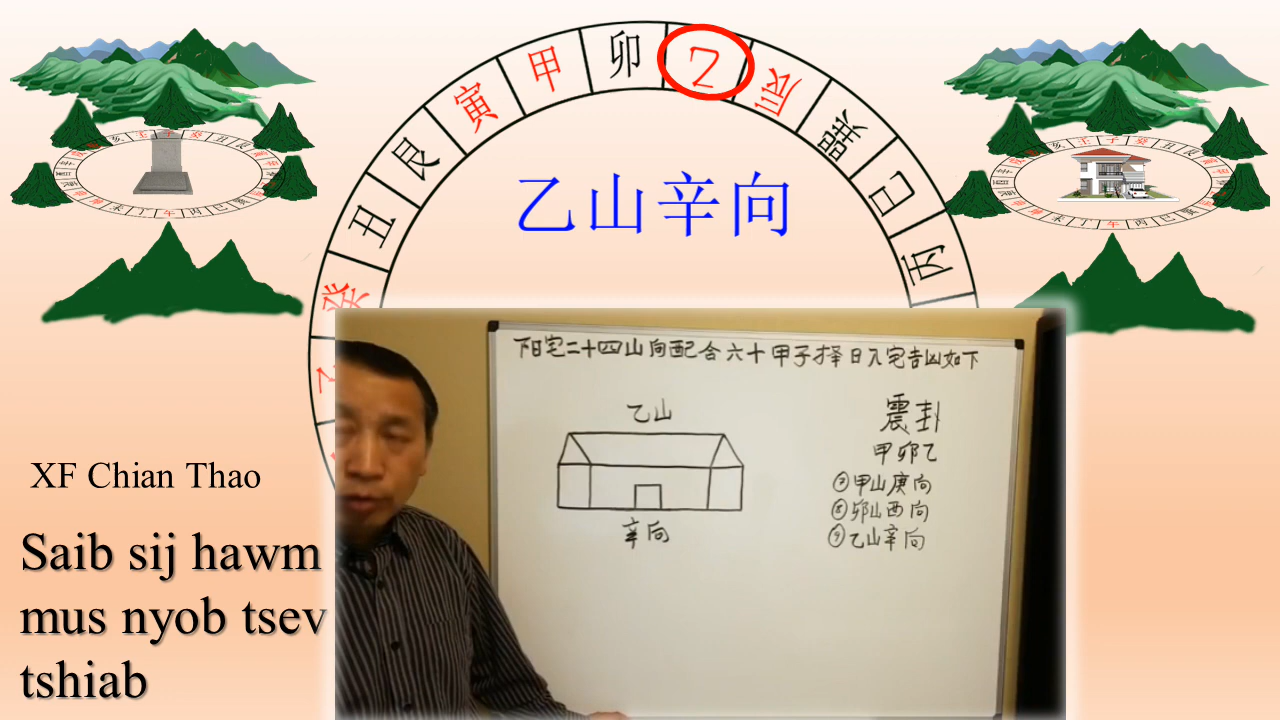 癸
丑
艮
寅
甲
卯
乙
辰
巽
巳
丙
乙山辛向
XF Chian Thao
Saib sij hawm
mus nyob tsev
tshiab
阳宅二十四山向配合六十甲子择日入宅吉凶如下
乙山
辛向
震卦
甲卯乙
⑦甲山庚向
⑧卯山酉向
⑨乙山辛向